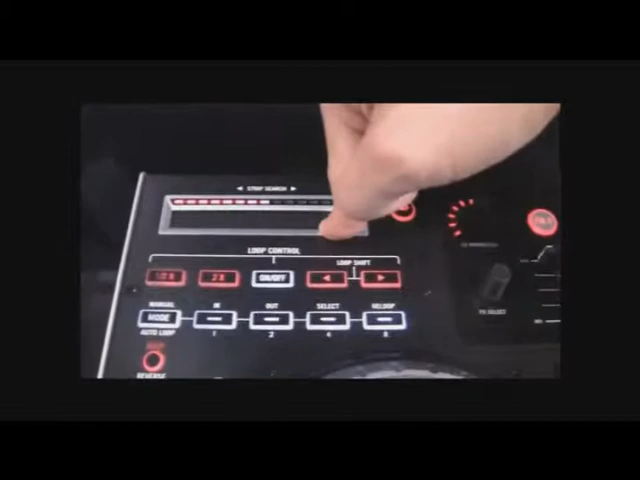 ◄ STRIP SEARCH ►
LOOP CONTROL
LOOP SHIFT
1/2 X
2 X
ON/OFF
◄
►
MANUAL
IN
OUT
SELECT
RELOOP
MODE
AUTO LOOP
1
2
4
8
REVERSE
FX SELECT